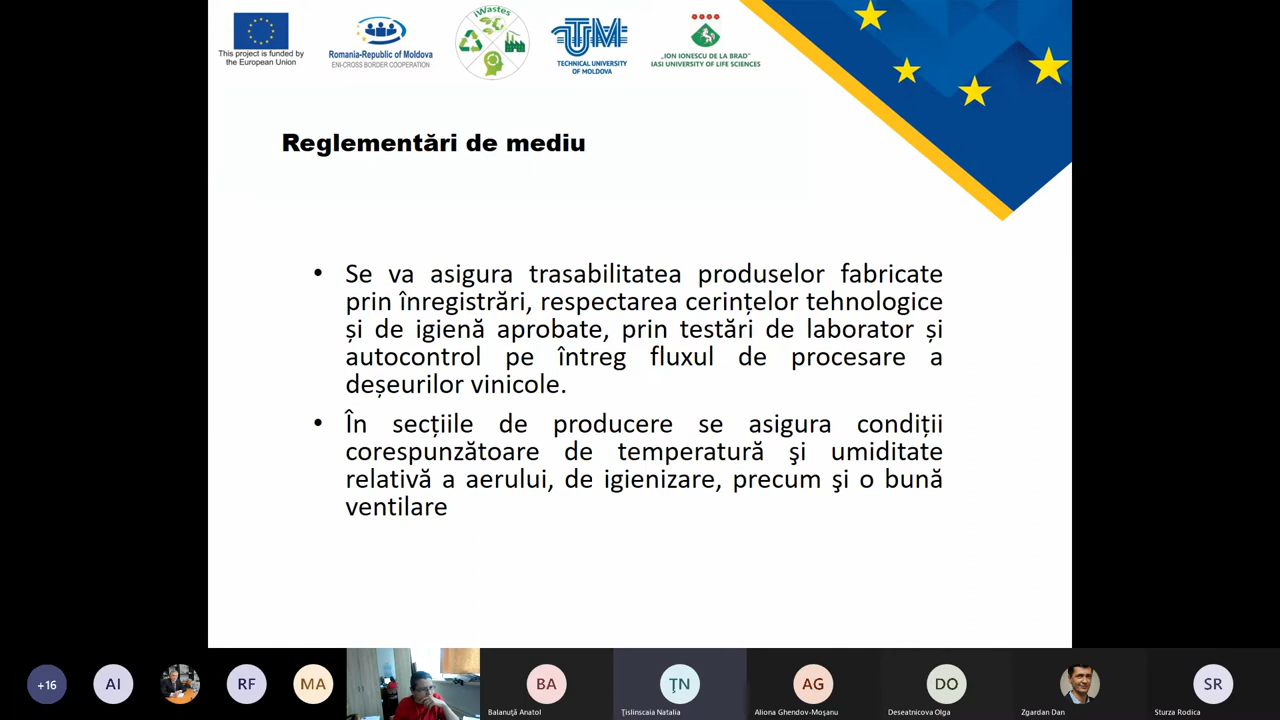 This project is funded by
the European Union
Romania-Republic of Moldova
ENI-CROSS BORDER COOPERATION
iWastes
UTM
TECHNICAL UNIVERSITY
OF MOLDOVA
„ION IONESCU DE LA BRAD”
IASI UNIVERSITY OF LIFE SCIENCES
Reglementări de mediu
• Se va asigura trasabilitatea produselor fabricate
prin înregistrări, respectarea cerințelor tehnologice
și de igienă aprobate, prin testări de laborator și
autocontrol pe întreg fluxul de procesare a
deșeurilor vinicole.
• În secțiile de producere se asigura condiții
corespunzătoare de temperatură şi umiditate
relativă a aerului, de igienizare, precum şi o bună
ventilare
+16
AI
RF
MA
BA
ŢN
AG
DO
SR
Balanuţă Anatol
Ţislinscaia Natalia
Aliona Ghendov-Moşanu
Deseatnicova Olga
Zgardan Dan
Sturza Rodica